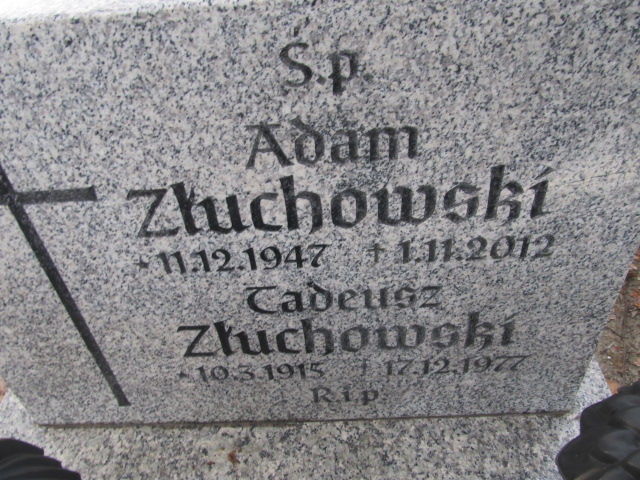 Ś.p.
Adam
Złuchowski
* 11.12.1947 † 1.11.2012
Tadeusz
Złuchowski
* 10.3.1915 † 17.12.1977
R.i.p.